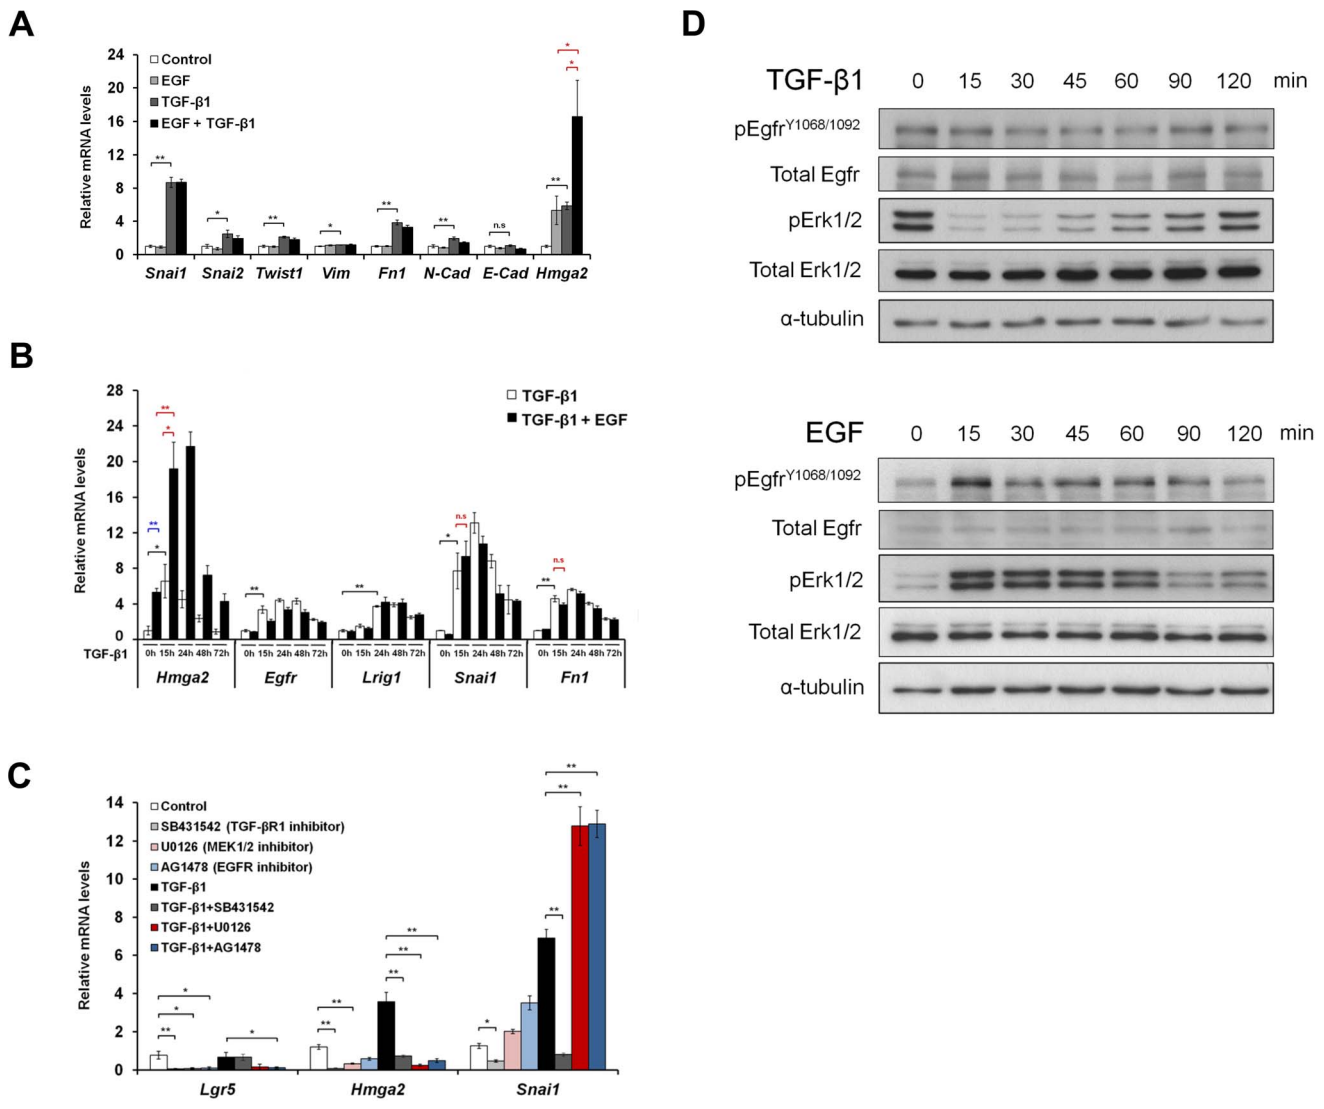 A
24
20
16
12
8
4
0
Relative mRNA levels
Control
EGF
TGF-β1
EGF + TGF-β1
** * ** * ** ** n.s ** * *
Snai1 Snai2 Twist1 Vim Fn1 N-Cad E-Cad Hmga2
B
28
24
20
16
12
8
4
0
Relative mRNA levels
TGF-β1
TGF-β1 + EGF
** * ** * ** ** * n.s ** n.s
TGF-β1 0h 15h 24h 48h 72h 0h 15h 24h 48h 72h 0h 15h 24h 48h 72h 0h 15h 24h 48h 72h 0h 15h 24h 48h 72h
Hmga2 Egfr Lrig1 Snai1 Fn1
C
14
12
10
8
6
4
2
0
Relative mRNA levels
Control
SB431542 (TGF-βR1 inhibitor)
U0126 (MEK1/2 inhibitor)
AG1478 (EGFR inhibitor)
TGF-β1
TGF-β1+SB431542
TGF-β1+U0126
TGF-β1+AG1478
* * ** * ** ** ** ** ** * ** ** **
Lgr5 Hmga2 Snai1
D
TGF-β1 0 15 30 45 60 90 120 min
pEgfrY1068/1092
Total Egfr
pErk1/2
Total Erk1/2
α-tubulin
EGF 0 15 30 45 60 90 120 min
pEgfrY1068/1092
Total Egfr
pErk1/2
Total Erk1/2
α-tubulin